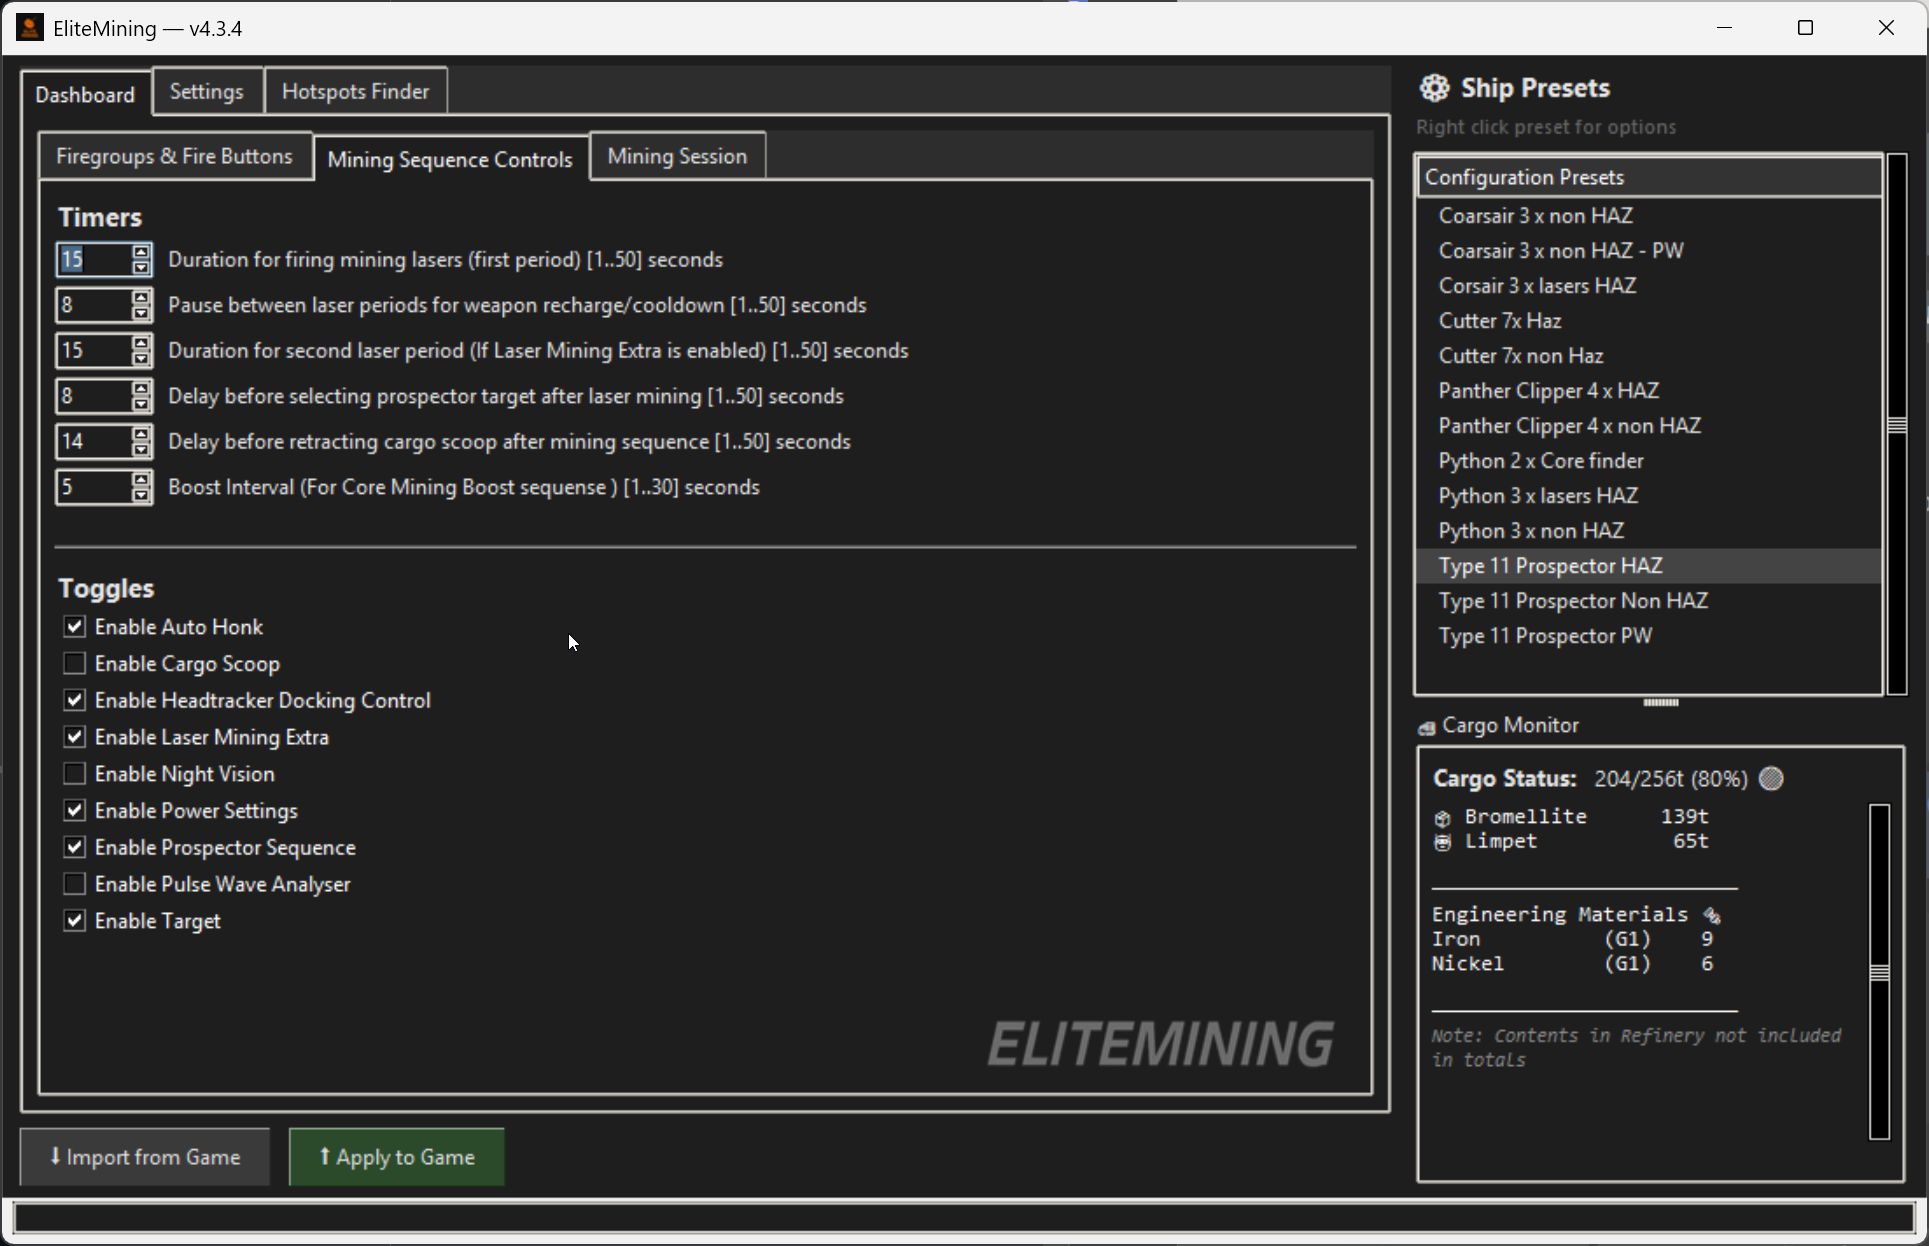 EliteMining — v4.3.4
Dashboard
Settings
Hotspots Finder
Firegroups & Fire Buttons
Mining Sequence Controls
Mining Session
Timers
15 Duration for firing mining lasers (first period) [1..50] seconds
8 Pause between laser periods for weapon recharge/cooldown [1..50] seconds
15 Duration for second laser period (If Laser Mining Extra is enabled) [1..50] seconds
8 Delay before selecting prospector target after laser mining [1..50] seconds
14 Delay before retracting cargo scoop after mining sequence [1..50] seconds
5 Boost Interval (For Core Mining Boost sequense ) [1..30] seconds
Toggles
Enable Auto Honk
Enable Cargo Scoop
Enable Headtracker Docking Control
Enable Laser Mining Extra
Enable Night Vision
Enable Power Settings
Enable Prospector Sequence
Enable Pulse Wave Analyser
Enable Target
ELITEMINING
Import from Game
Apply to Game
Ship Presets
Right click preset for options
Configuration Presets
Coarsair 3 x non HAZ
Coarsair 3 x non HAZ - PW
Corsair 3 x lasers HAZ
Cutter 7x Haz
Cutter 7x non Haz
Panther Clipper 4 x HAZ
Panther Clipper 4 x non HAZ
Python 2 x Core finder
Python 3 x lasers HAZ
Python 3 x non HAZ
Type 11 Prospector HAZ
Type 11 Prospector Non HAZ
Type 11 Prospector PW
Cargo Monitor
Cargo Status: 204/256t (80%)
Bromellite 139t
Limpet 65t
Engineering Materials
Iron (G1) 9
Nickel (G1) 6
Note: Contents in Refinery not included
in totals